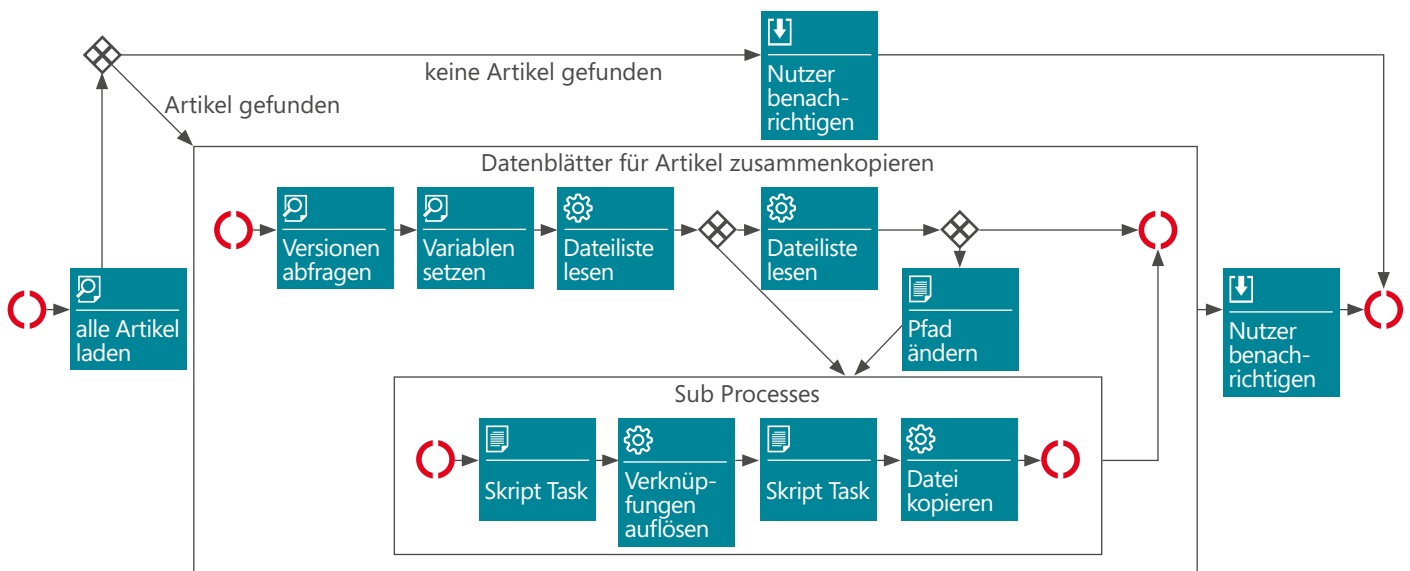 keine Artikel gefunden
Nutzer
benach-
richtigen
Artikel gefunden
Datenblätter für Artikel zusammenkopieren
Versionen
abfragen
Variablen
setzen
Dateiliste
lesen
Dateiliste
lesen
alle Artikel
laden
Pfad
ändern
Nutzer
benach-
richtigen
Sub Processes
Skript Task
Verknüp-
fungen
auflösen
Skript Task
Datei
kopieren